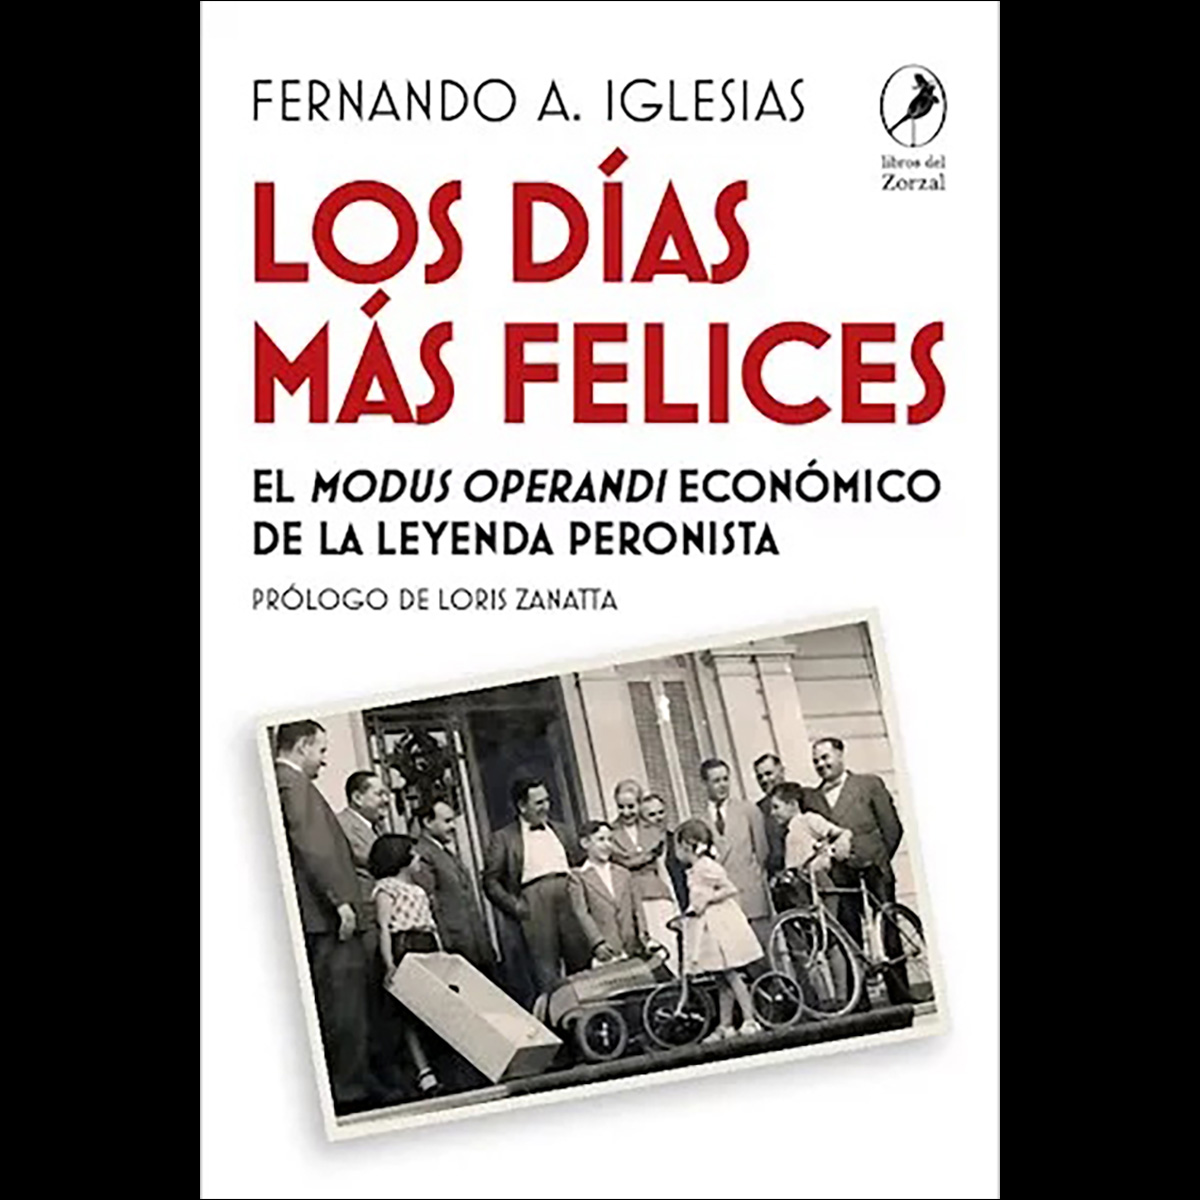 FERNANDO A. IGLESIAS
libros del
Zorzal
LOS DÍAS
MÁS FELICES
EL MODUS OPERANDI ECONÓMICO
DE LA LEYENDA PERONISTA
PRÓLOGO DE LORIS ZANATTA